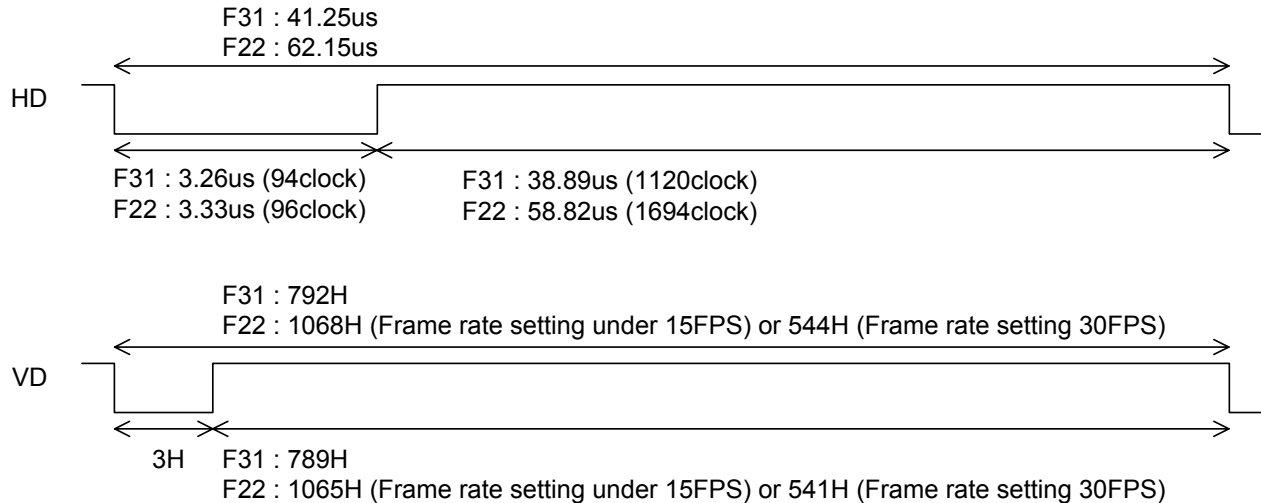 F31 : 41.25us
F22 : 62.15us
HD
F31 : 3.26us (94clock)
F22 : 3.33us (96clock)
F31 : 38.89us (1120clock)
F22 : 58.82us (1694clock)
F31 : 792H
F22 : 1068H (Frame rate setting under 15FPS) or 544H (Frame rate setting 30FPS)
VD
3H
F31 : 789H
F22 : 1065H (Frame rate setting under 15FPS) or 541H (Frame rate setting 30FPS)